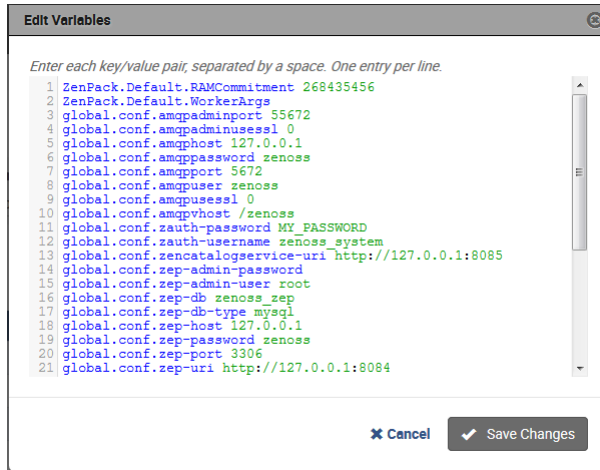 Edit Variables
Enter each key/value pair, separated by a space. One entry per line.
1 ZenPack.Default.RAMCommitment 268435456
2 ZenPack.Default.WorkerArgs
3 global.conf.amqpadminport 55672
4 global.conf.amqpadminusessl 0
5 global.conf.amqphost 127.0.0.1
6 global.conf.amqppassword zenoss
7 global.conf.amqpport 5672
8 global.conf.amqpuser zenoss
9 global.conf.amqpusessl 0
10 global.conf.amqpvhost /zenoss
11 global.conf.zauth-password MY_PASSWORD
12 global.conf.zauth-username zenoss_system
13 global.conf.zencatalogservice-uri http://127.0.0.1:8085
14 global.conf.zep-admin-password
15 global.conf.zep-admin-user root
16 global.conf.zep-db zenoss_zep
17 global.conf.zep-db-type mysql
18 global.conf.zep-host 127.0.0.1
19 global.conf.zep-password zenoss
20 global.conf.zep-port 3306
21 global.conf.zep-uri http://127.0.0.1:8084
Cancel
Save Changes